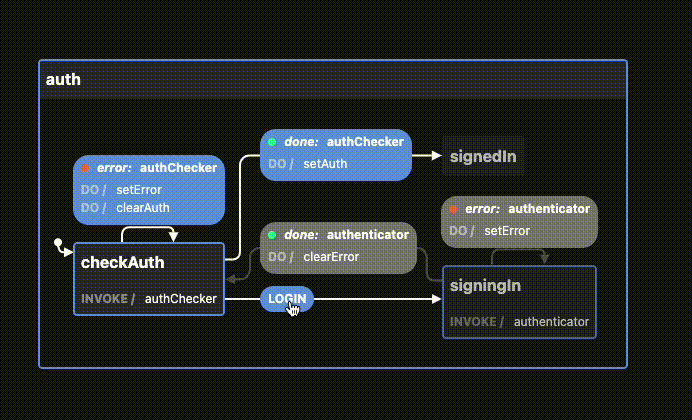 auth
done: authChecker
DO / setAuth
signedIn
error: authChecker
DO / setError
DO / clearAuth
error: authenticator
DO / setError
done: authenticator
DO / clearError
checkAuth
INVOKE / authChecker
LOGIN
signingIn
INVOKE / authenticator